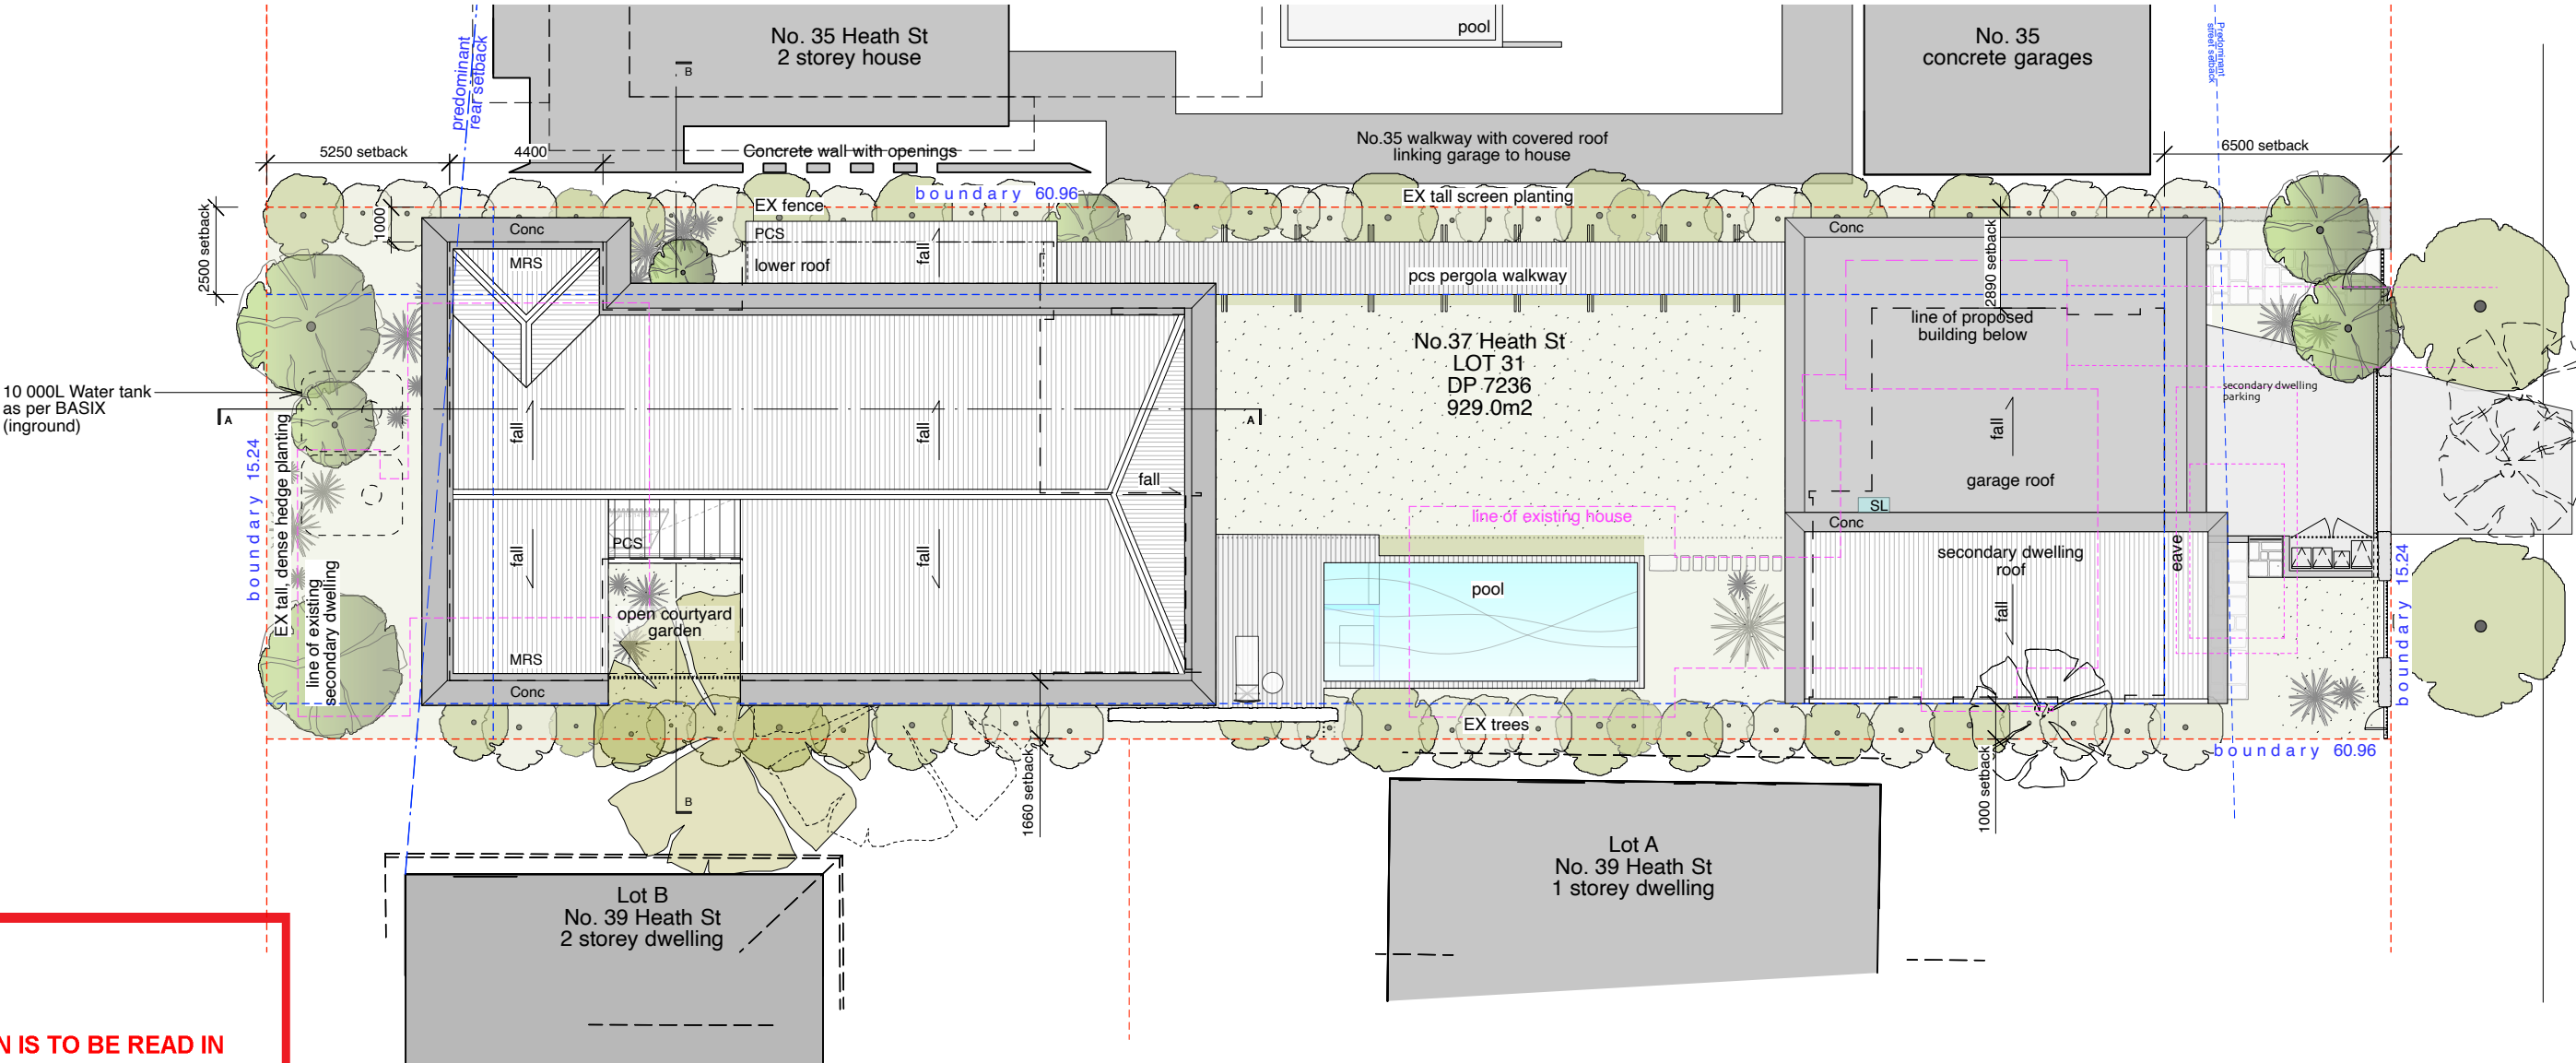 No. 35 Heath St
2 storey house
pool
No. 35
concrete garages
predominant
rear setback
Predominant
street setback
B
5250 setback
4400
Concrete wall with openings
No.35 walkway with covered roof
linking garage to house
6500 setback
boundary 60.96
EX fence
EX tall screen planting
2500 setback
1000
Conc
MRS
PCS
lower roof
fall
pcs pergola walkway
Conc
2890 setback
line of proposed
building below
No.37 Heath St
LOT 31
DP 7236
929.0m2
10 000L Water tank
as per BASIX
(inground)
A
A
secondary dwelling
parking
fall
fall
fall
fall
garage roof
SL
boundary 15.24
EX tall, dense hedge planting
line of existing
secondary dwelling
line of existing house
Conc
PCS
fall
fall
open courtyard
garden
pool
secondary dwelling
roof
eave
fall
boundary 15.24
MRS
Conc
EX trees
boundary 60.96
1660 setback
1000 setback
B
Lot B
No. 39 Heath St
2 storey dwelling
Lot A
No. 39 Heath St
1 storey dwelling
N IS TO BE READ IN